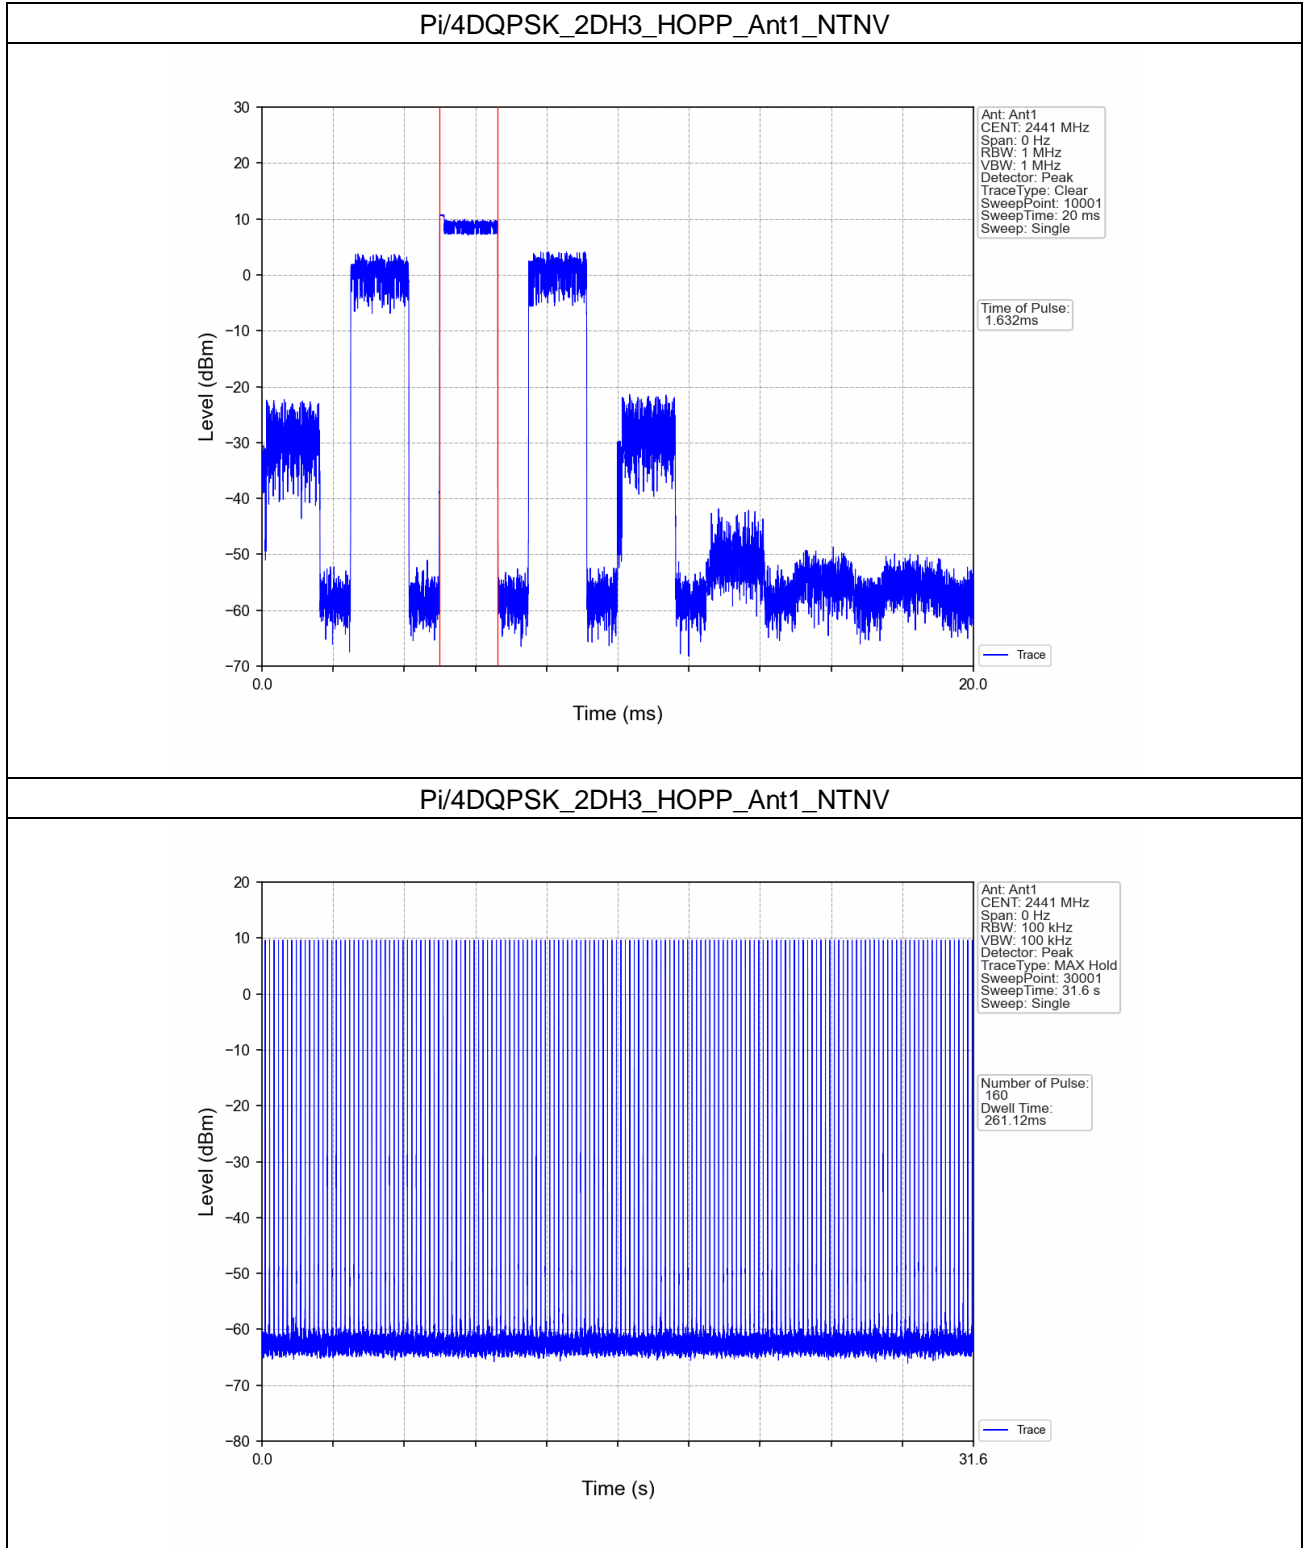 Pi/4DQPSK_2DH3_HOPP_Ant1_NTNV
30
20
10
0
−10
−20
−30
−40
−50
−60
−70
Level (dBm)
0.0
20.0
Time (ms)
Ant: Ant1
CENT: 2441 MHz
Span: 0 Hz
RBW: 1 MHz
VBW: 1 MHz
Detector: Peak
TraceType: Clear
SweepPoint: 10001
SweepTime: 20 ms
Sweep: Single
Time of Pulse:
1.632ms
Trace
Pi/4DQPSK_2DH3_HOPP_Ant1_NTNV
20
10
0
−10
−20
−30
−40
−50
−60
−70
−80
Level (dBm)
0.0
31.6
Time (s)
Ant: Ant1
CENT: 2441 MHz
Span: 0 Hz
RBW: 100 kHz
VBW: 100 kHz
Detector: Peak
TraceType: MAX Hold
SweepPoint: 30001
SweepTime: 31.6 s
Sweep: Single
Number of Pulse:
160
Dwell Time:
261.12ms
Trace